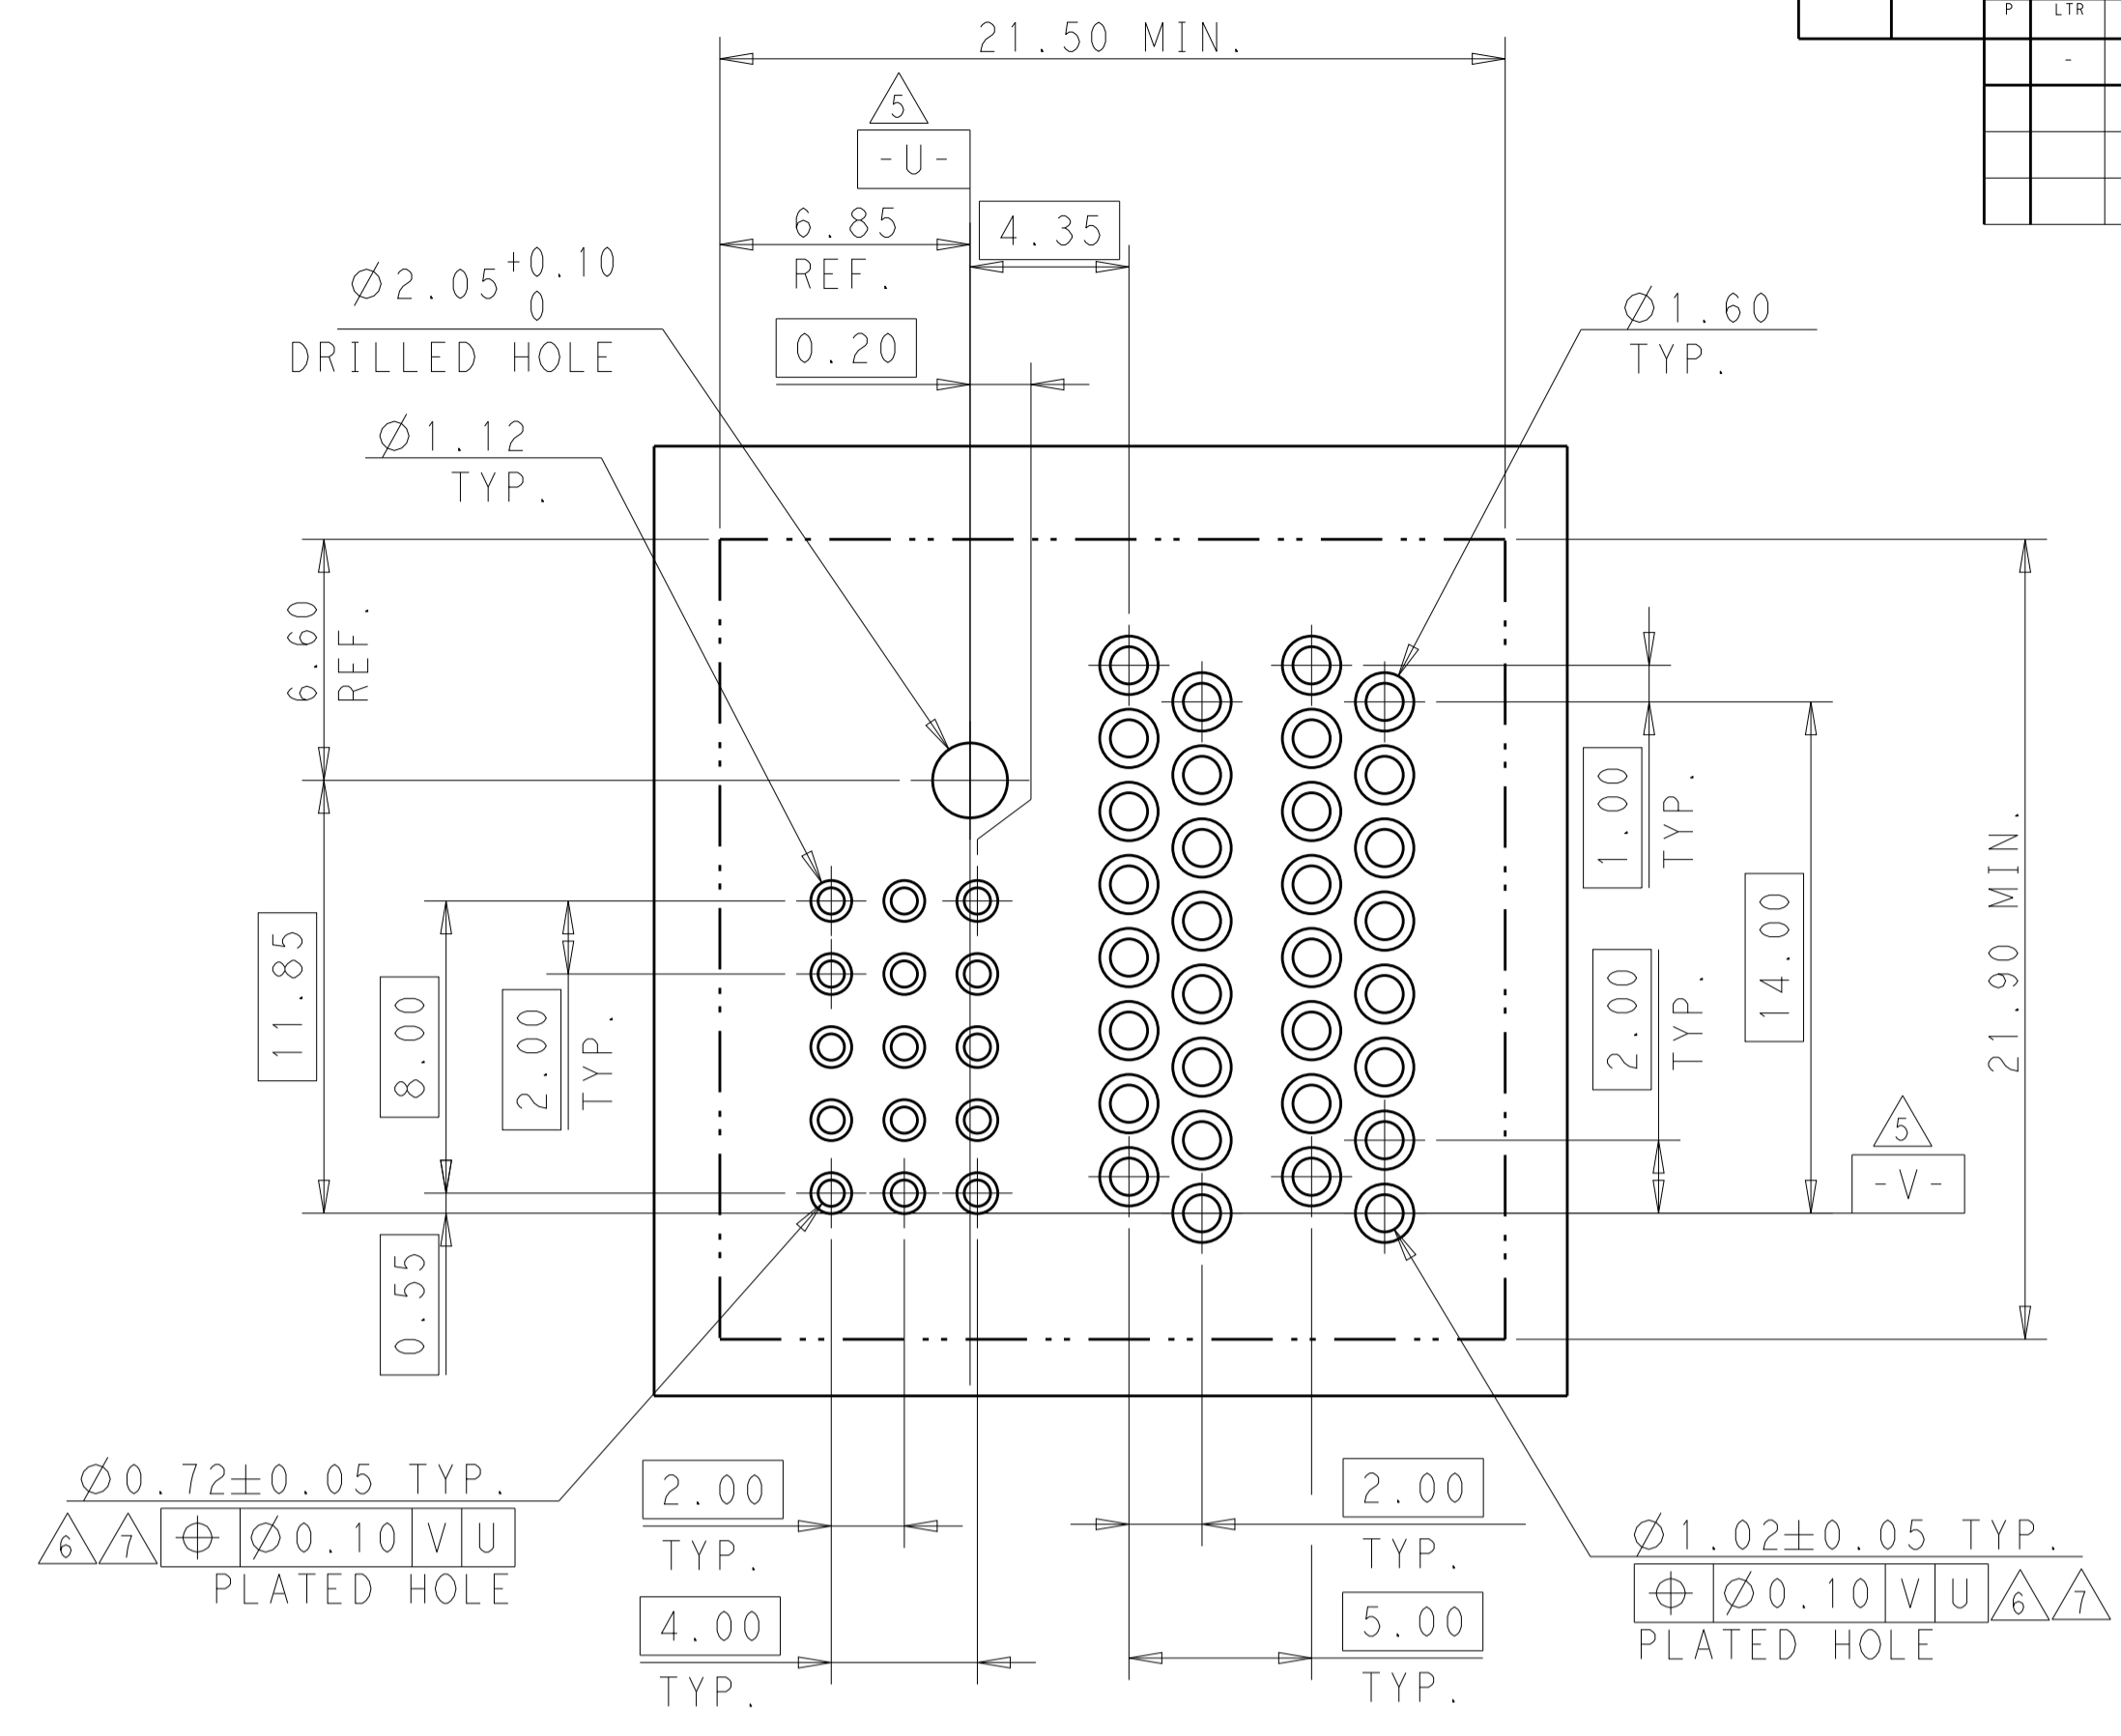 P LTR
-
21.50 MIN.
5
-U-
6.85
REF.
4.35
Ø2.05 +0.10
0
DRILLED HOLE
0.20
Ø1.60
TYP.
Ø1.12
TYP.
6.60
REF.
11.85
8.00
2.00
TYP.
0.55
1.00
TYP.
2.00
TYP.
14.00
21.90 MIN.
5
-V-
Ø0.72±0.05 TYP.
6 7 ⌖ Ø0.10 V U
PLATED HOLE
2.00
TYP.
4.00
TYP.
2.00
TYP.
5.00
TYP.
Ø1.02±0.05 TYP.
⌖ Ø0.10 V U 6 7
PLATED HOLE